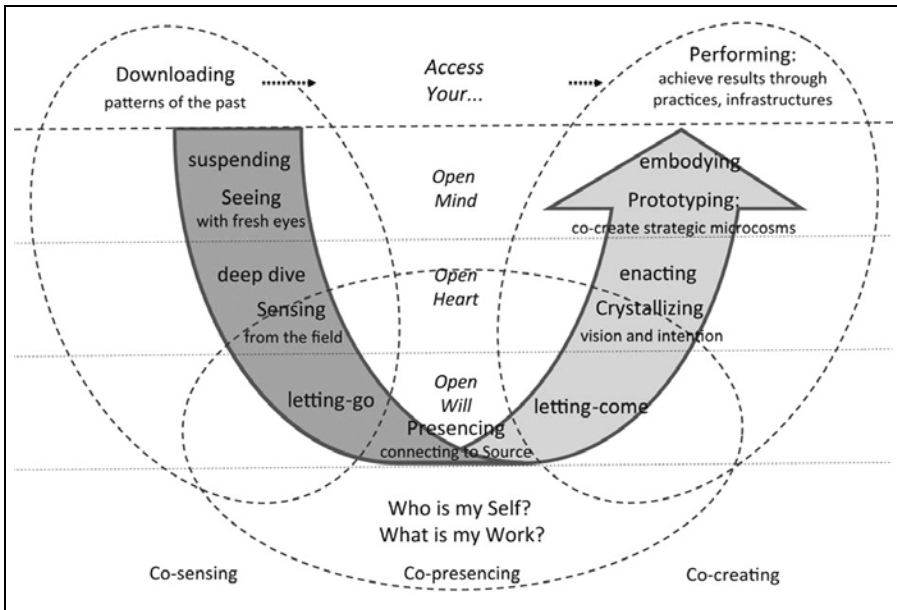 Downloading
patterns of the past
Access
Your...
Performing:
achieve results through
practices, infrastructures
suspending
Seeing
with fresh eyes
Open
Mind
embodying
Prototyping:
co-create strategic microcosms
deep dive
Sensing
from the field
Open
Heart
enacting
Crystallizing
vision and intention
letting-go
Open
Will
letting-come
Presencing
connecting to Source
Who is my Self?
What is my Work?
Co-sensing
Co-presencing
Co-creating